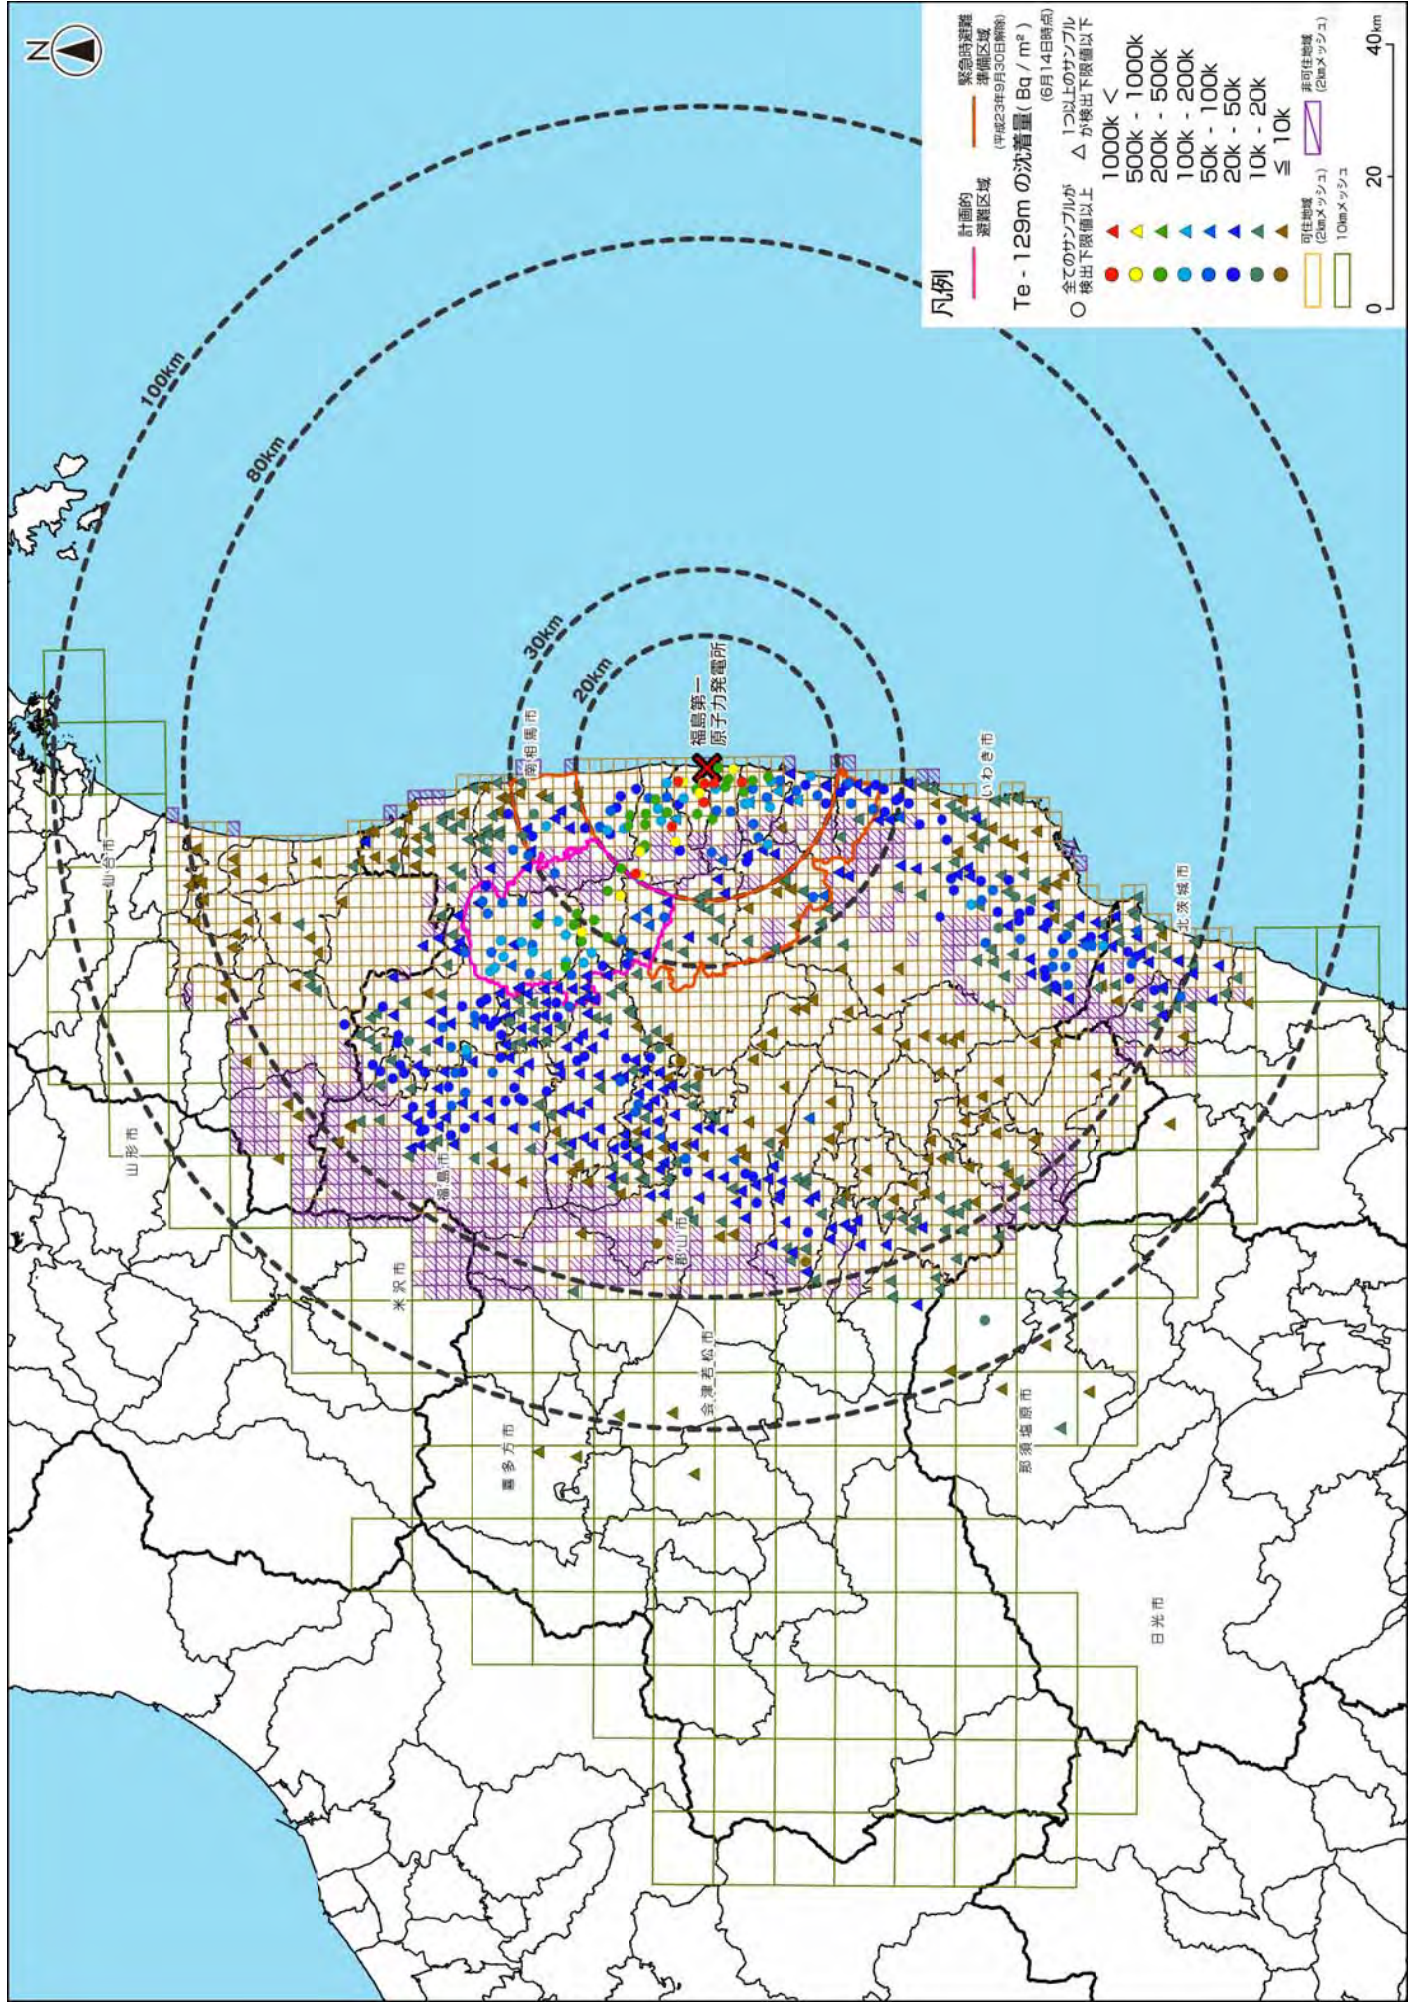 N
100km
80km
30km
20km
仙台市
山形市
南相馬市
福島市
米沢市
福島第一
原子力発電所
郡山市
会津若松市
喜多方市
いわき市
北茨城市
那須塩原市
日光市
凡例
計画的
避難区域
緊急時避難
準備区域
(平成23年9月30日解除)
Te - 129m の沈着量( Bq / m² )
(6月14日時点)
○ 全てのサンプルが
検出下限値以上
△ 1つ以上のサンプル
が検出下限値以下
1000k <
500k - 1000k
200k - 500k
100k - 200k
50k - 100k
20k - 50k
10k - 20k
≦ 10k
可住地域
(2kmメッシュ)
非可住地域
(2kmメッシュ)
10kmメッシュ
0 20 40km